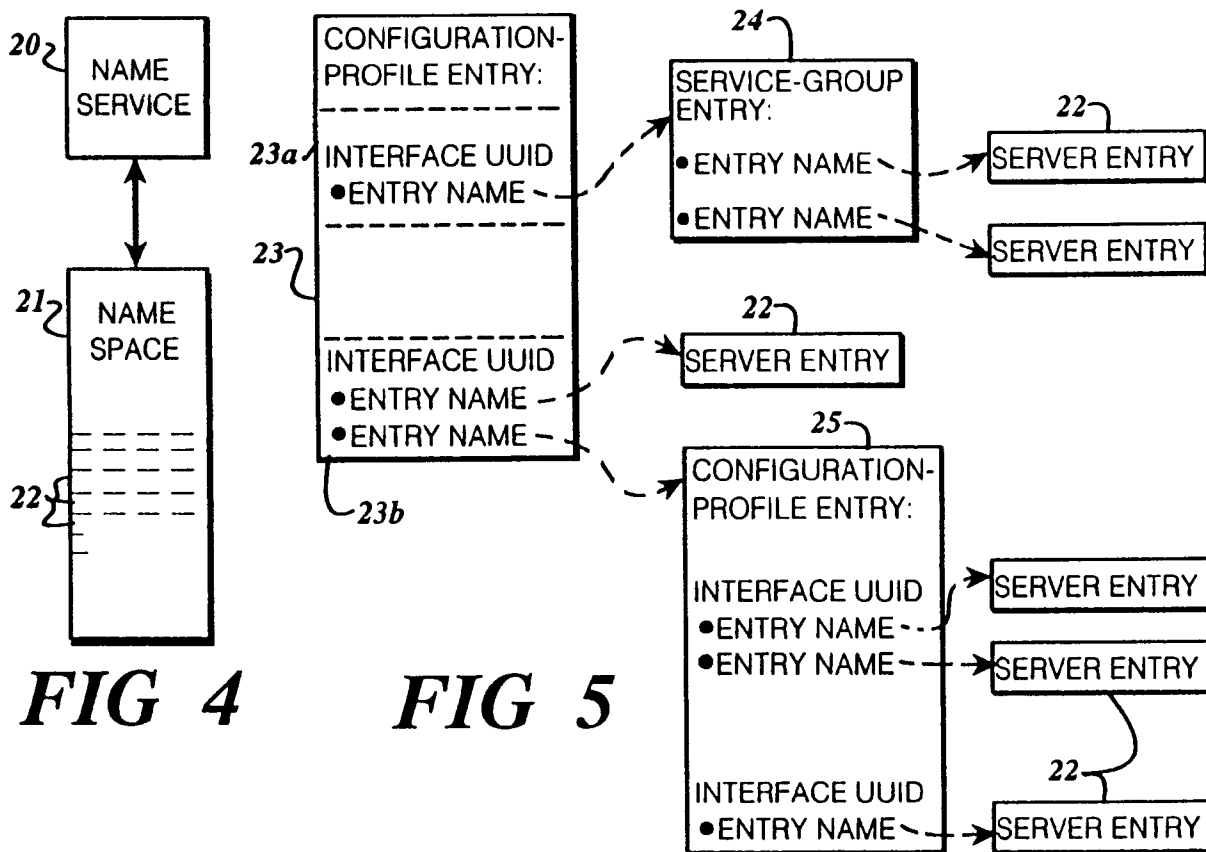 20
NAME
SERVICE
21
NAME
SPACE
22
FIG 4
CONFIGURATION-
PROFILE ENTRY:
23a
INTERFACE UUID
•ENTRY NAME
23
INTERFACE UUID
•ENTRY NAME
•ENTRY NAME
23b
24
SERVICE-GROUP
ENTRY:
•ENTRY NAME
•ENTRY NAME
22
SERVER ENTRY
SERVER ENTRY
22
SERVER ENTRY
25
CONFIGURATION-
PROFILE ENTRY:
INTERFACE UUID
•ENTRY NAME
•ENTRY NAME
INTERFACE UUID
•ENTRY NAME
SERVER ENTRY
SERVER ENTRY
22
SERVER ENTRY
FIG 5